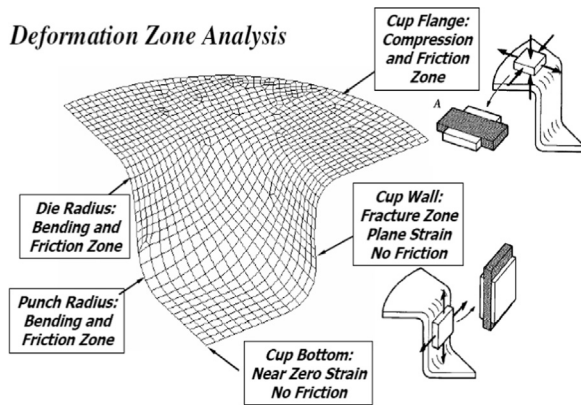 Deformation Zone Analysis
Cup Flange:
Compression
and Friction
Zone
A
Die Radius:
Bending and
Friction Zone
Cup Wall:
Fracture Zone
Plane Strain
No Friction
Punch Radius:
Bending and
Friction Zone
Cup Bottom:
Near Zero Strain
No Friction